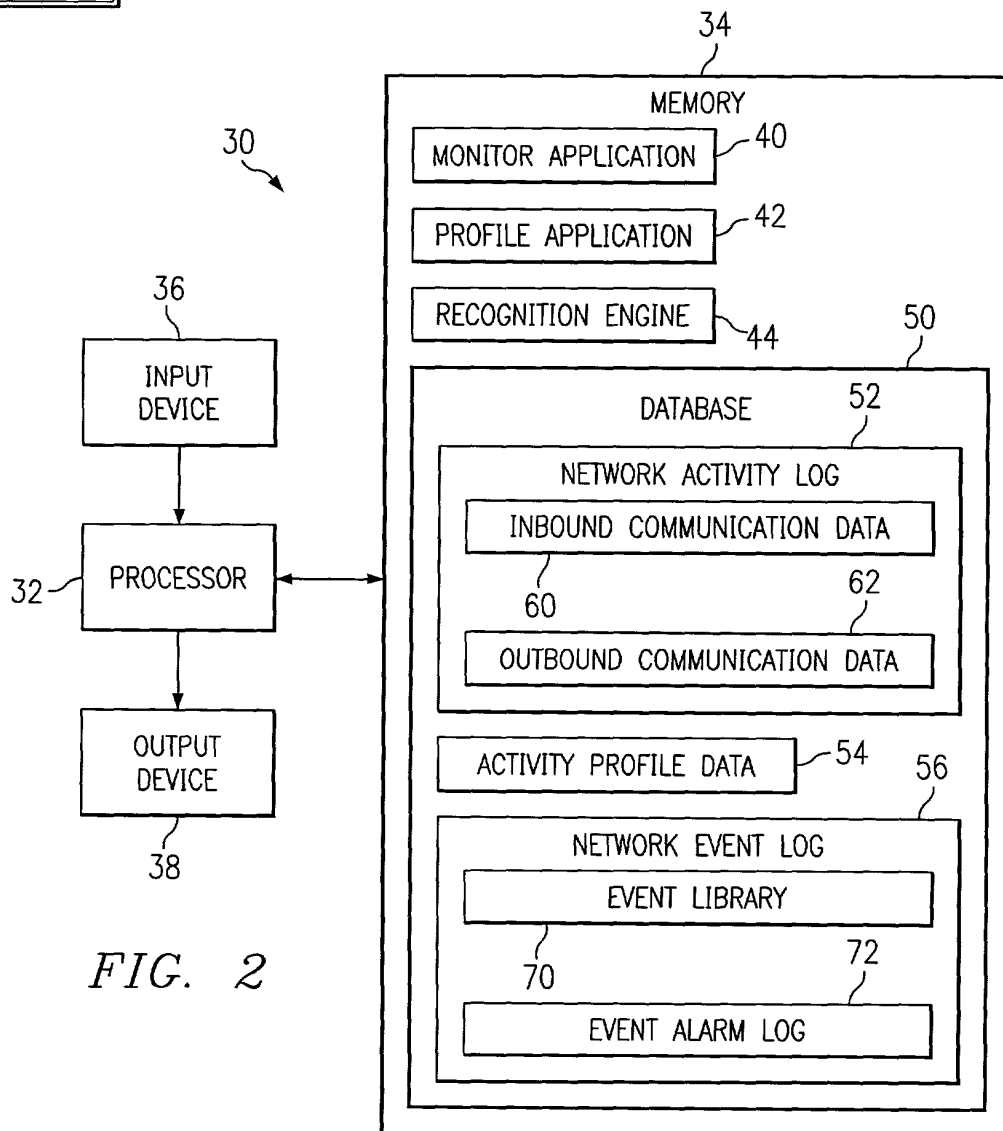 34
MEMORY
30
MONITOR APPLICATION
40
PROFILE APPLICATION
42
36
RECOGNITION ENGINE
44
50
INPUT
DEVICE
DATABASE
52
NETWORK ACTIVITY LOG
INBOUND COMMUNICATION DATA
32
PROCESSOR
60
62
OUTBOUND COMMUNICATION DATA
OUTPUT
DEVICE
38
ACTIVITY PROFILE DATA
54
56
NETWORK EVENT LOG
EVENT LIBRARY
70
72
EVENT ALARM LOG
FIG. 2